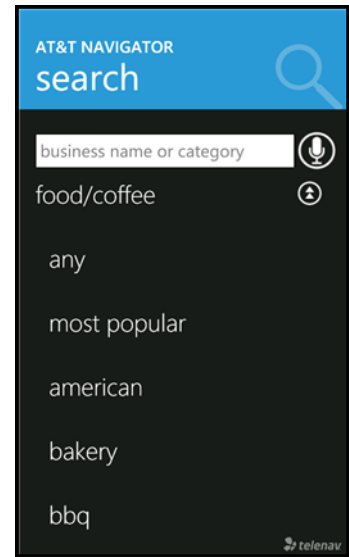 AT&T NAVIGATOR
search
business name or category
food/coffee
any
most popular
american
bakery
bbq
telenav